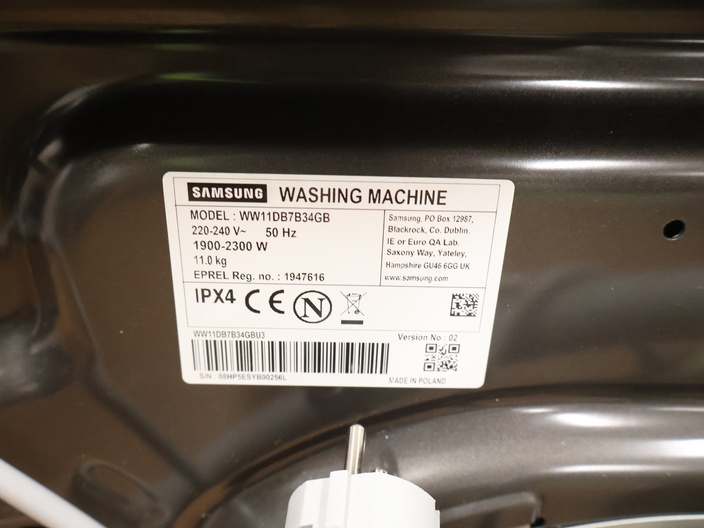 SAMSUNG WASHING MACHINE
MODEL : WW11DB7B34GB
220-240 V~ 50 Hz
1900-2300 W
11.0 kg
EPREL Reg. no. : 1947616
Samsung, PO Box 12987,
Blackrock, Co. Dublin.
IE or Euro QA Lab.
Saxony Way, Yateley,
Hampshire GU46 6GG UK
www.samsung.com
IPX4 CE N
WW11DB7B34GBU3
Version No : 02
S/N : 08HP5ESYB00256L
MADE IN POLAND